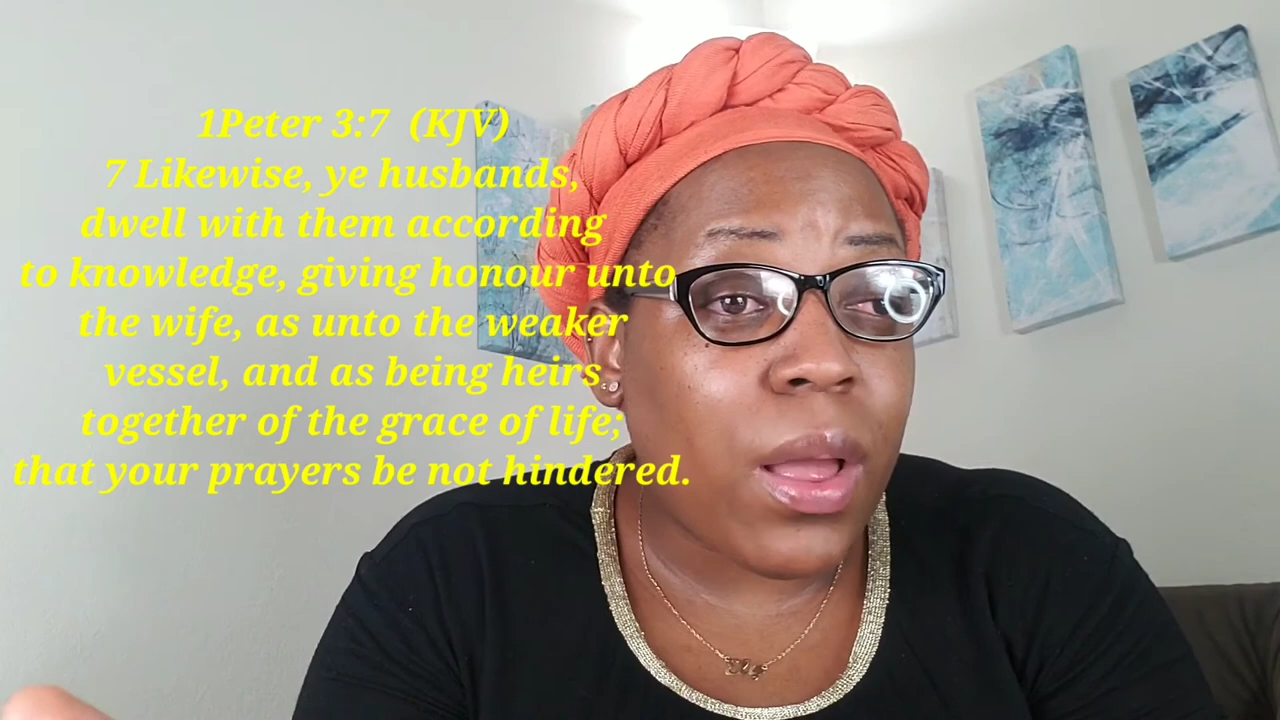 1Peter 3:7 (KJV)
7 Likewise, ye husbands,
dwell with them according
to knowledge, giving honour unto
the wife, as unto the weaker
vessel, and as being heirs
together of the grace of life;
that your prayers be not hindered.